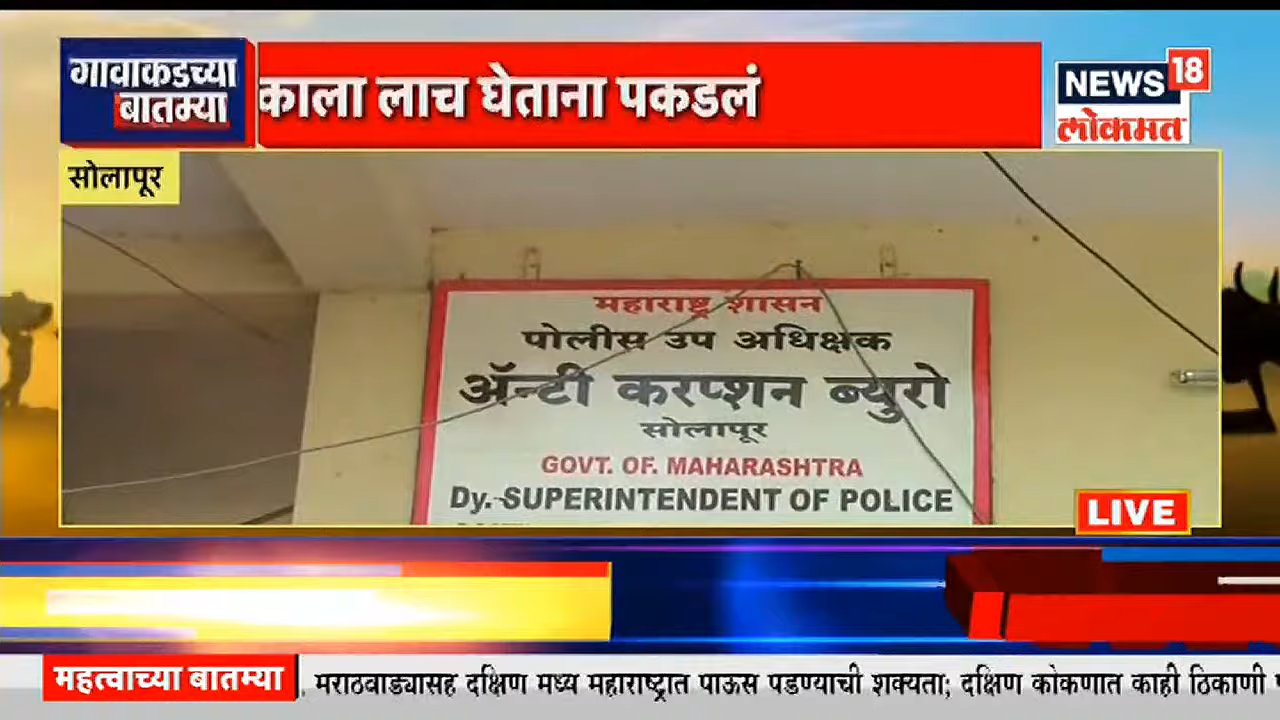 गावाकडच्या
बातम्या
काला लाच घेताना पकडलं
NEWS 18
लोकमत
सोलापूर
महाराष्ट्र शासन
पोलीस उप अधिक्षक
ॲन्टी करप्शन ब्युरो
सोलापूर
GOVT. OF. MAHARASHTRA
Dy. SUPERINTENDENT OF POLICE
LIVE
महत्वाच्या बातम्या
मराठवाड्यासह दक्षिण मध्य महाराष्ट्रात पाऊस पडण्याची शक्यता; दक्षिण कोकणात काही ठिकाणी